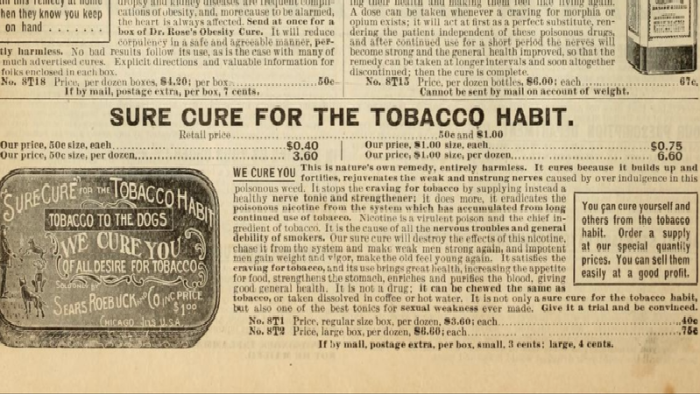 then they know keep
on hand
dropsy and kidney diseases are frequent compli-
cations of obesity, and, moreover, to be alarmed,
the heart is always affected. Send at once for a
box of Dr. Rose's Obesity Cure. It will reduce
corpulency in a safe and agreeable manner, per-
tly harmless. No bad results follow its use, as is the case with many of
much advertised cures. Explicit directions and valuable information for
folks enclosed in each box.
No. 8T18 Price, per dozen boxes, $4.20; per box 50c
If by mail, postage extra, per box, 7 cents.
A dose can be taken whenever a craving for morphia or
opium exists; it will act at first as a perfect substitute, ren-
dering the patient independent of these poisonous drugs,
and after continued use for a short period the nerves will
become strong and the general health improved, so that the
remedy can be taken at longer intervals and soon altogether
discontinued; then the cure is complete.
No. 8T15 Price, per dozen bottles, $6.00; each 67c
Cannot be sent by mail on account of weight.
SURE CURE FOR THE TOBACCO HABIT.
Retail price 50c and $1.00
Our price, 50c size, each $0.40
Our price, 50c size, per dozen 3.60
Our price, $1.00 size, each $0.75
Our price, $1.00 size, per dozen 6.60
"SURE CURE" FOR THE TOBACCO HABIT
TOBACCO TO THE DOGS
WE CURE YOU
OF ALL DESIRE FOR TOBACCO
SOLD ONLY BY
SEARS ROEBUCK AND CO INC
PRICE
$1.00
CHICAGO ILLS. U.S.A.
WE CURE YOU This is nature's own remedy, entirely harmless. It cures because it builds up and
fortifies, rejuvenates the weak and unstrung nerves caused by over indulgence in this
poisonous weed. It stops the craving for tobacco by supplying instead a
healthy nerve tonic and strengthener; it does more, it eradicates the
poisonous nicotine from the system which has accumulated from long
continued use of tobacco. Nicotine is a virulent poison and the chief in-
gredient of tobacco. It is the cause of all the nervous troubles and general
debility of smokers. Our sure cure will destroy the effects of this nicotine,
chase it from the system and make weak men strong again, and impotent
men gain weight and vigor, make the old feel young again. It satisfies the
craving for tobacco, and its use brings great health, increasing the appetite
for food, strengthens the stomach, enriches and purifies the blood, giving
good general health. It is not a drug; it can be chewed the same as
tobacco, or taken dissolved in coffee or hot water. It is not only a sure cure for the tobacco habit,
but also one of the best tonics for sexual weakness ever made. Give it a trial and be convinced.
You can cure yourself and
others from the tobacco
habit. Order a supply
at our special quantity
prices. You can sell them
easily at a good profit.
No. 8T1 Price, regular size box, per dozen, $3.60; each 40c
No. 8T2 Price, large box, per dozen, $6.60; each 75c
If by mail, postage extra, per box, small, 3 cents; large, 4 cents.